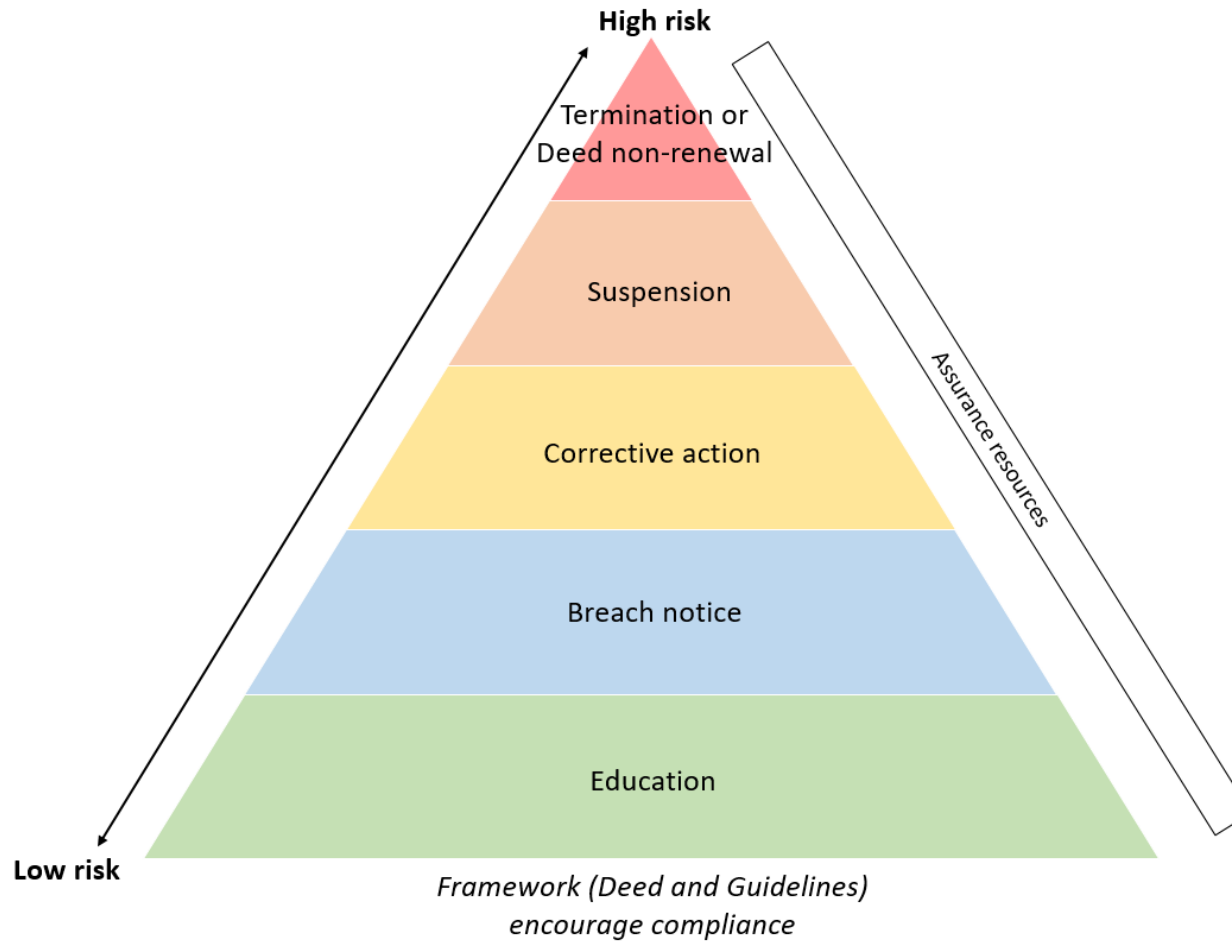 High risk
Termination or
Deed non-renewal
Suspension
Assurance resources
Corrective action
Breach notice
Education
Low risk
Framework (Deed and Guidelines)
encourage compliance